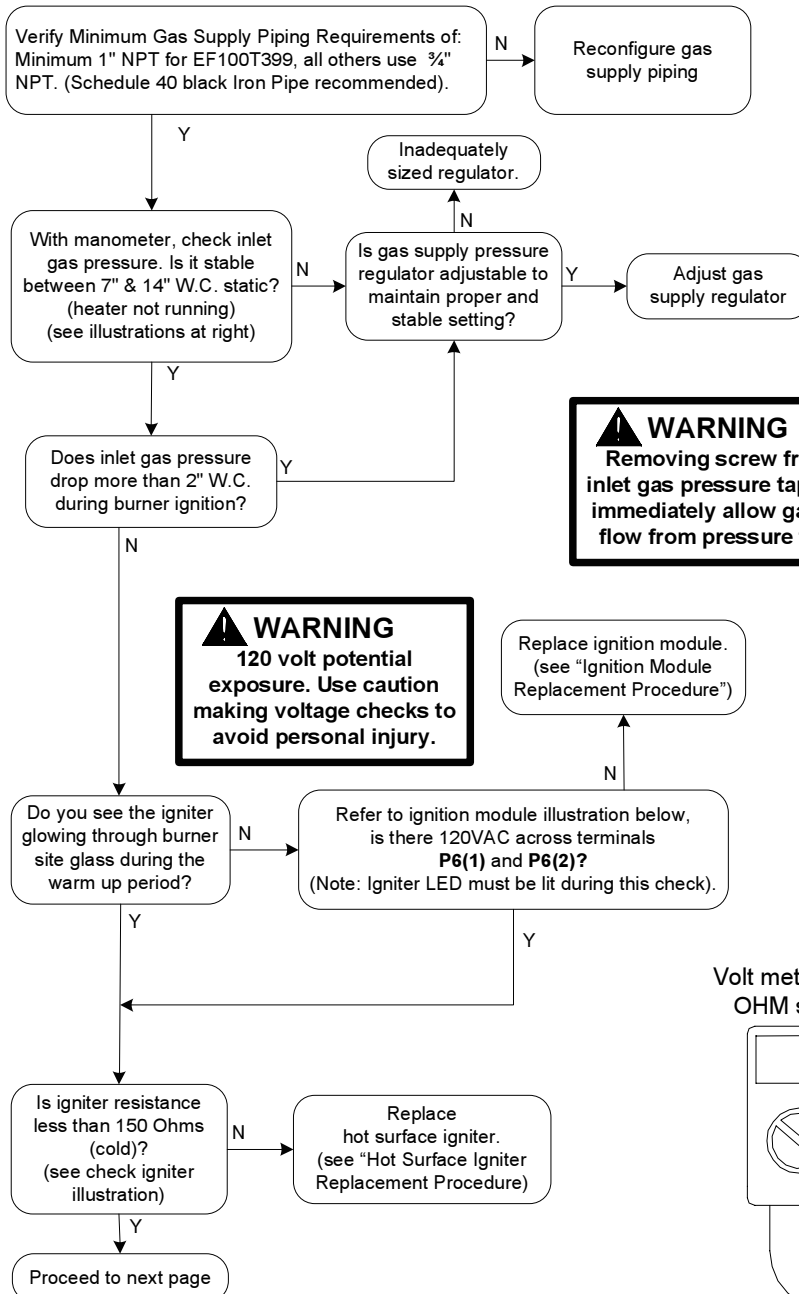 Verify Minimum Gas Supply Piping Requirements of:
Minimum 1" NPT for EF100T399, all others use ¾"
NPT. (Schedule 40 black Iron Pipe recommended).
N
Reconfigure gas
supply piping
Y
Inadequately
sized regulator.
N
With manometer, check inlet
gas pressure. Is it stable
between 7" & 14" W.C. static?
(heater not running)
(see illustrations at right)
N
Is gas supply pressure
regulator adjustable to
maintain proper and
stable setting?
Y
Adjust gas
supply regulator
Y
Does inlet gas pressure
drop more than 2" W.C.
during burner ignition?
Y
N
WARNING
Removing screw fr
inlet gas pressure tap
immediately allow ga
flow from pressure
WARNING
120 volt potential
exposure. Use caution
making voltage checks to
avoid personal injury.
Replace ignition module.
(see “Ignition Module
Replacement Procedure”)
N
Do you see the igniter
glowing through burner
site glass during the
warm up period?
N
Refer to ignition module illustration below,
is there 120VAC across terminals
P6(1) and P6(2)?
(Note: Igniter LED must be lit during this check).
Y
Y
Volt met
OHM s
Is igniter resistance
less than 150 Ohms
(cold)?
(see check igniter
illustration)
N
Replace
hot surface igniter.
(see “Hot Surface Igniter
Replacement Procedure)
Y
Proceed to next page